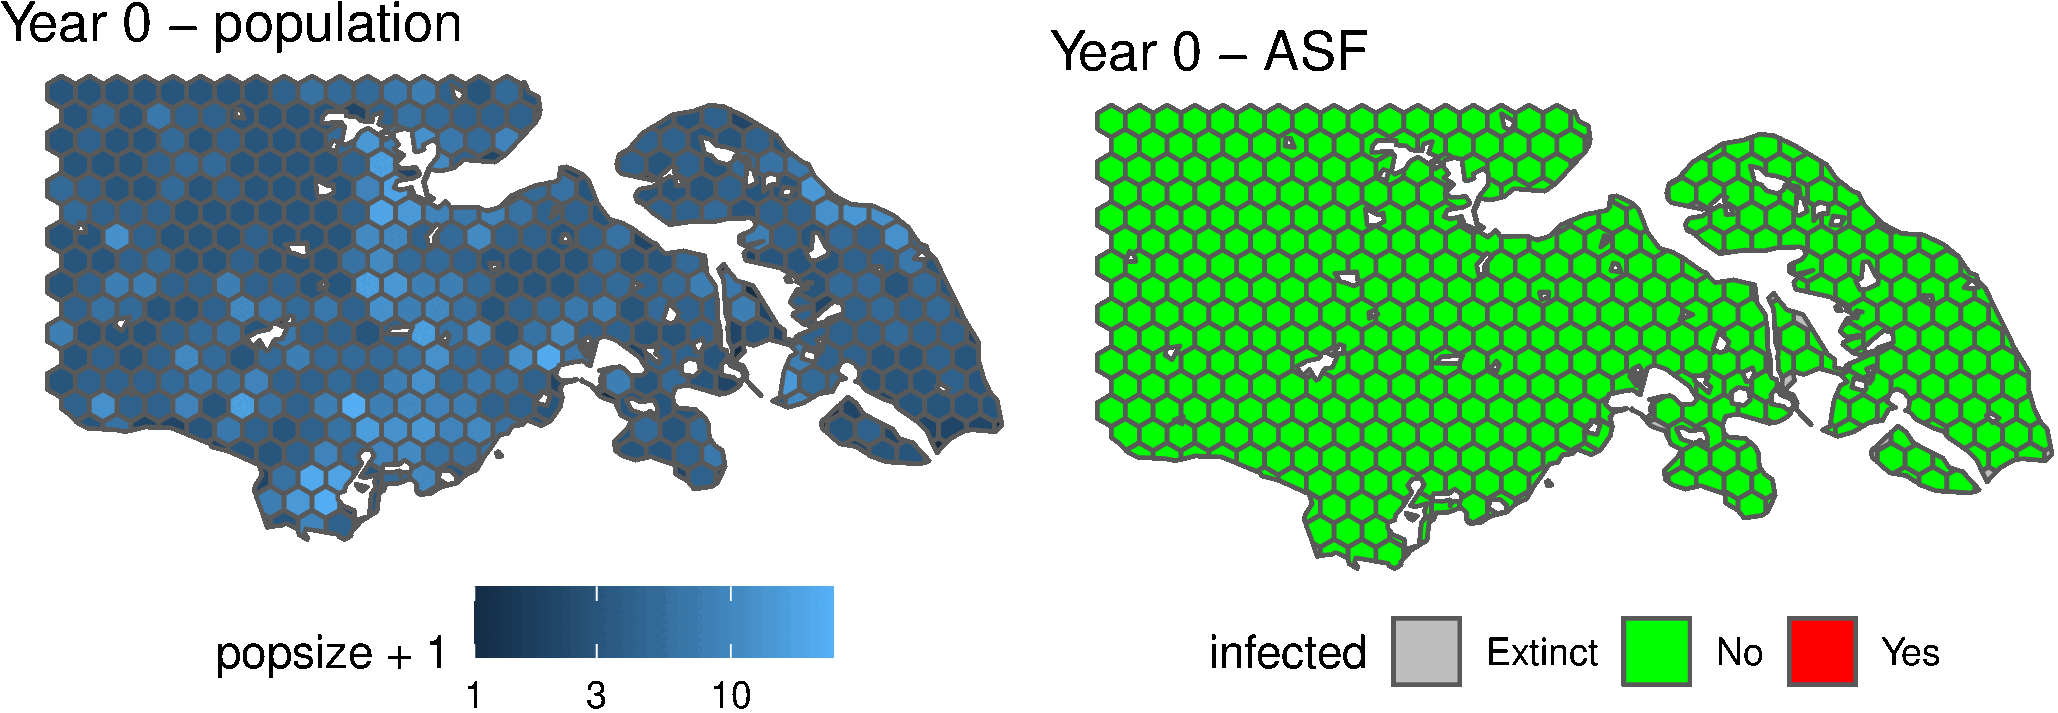 Year 0 – population
Year 0 – ASF
popsize + 1
1 3 10
infected Extinct No Yes